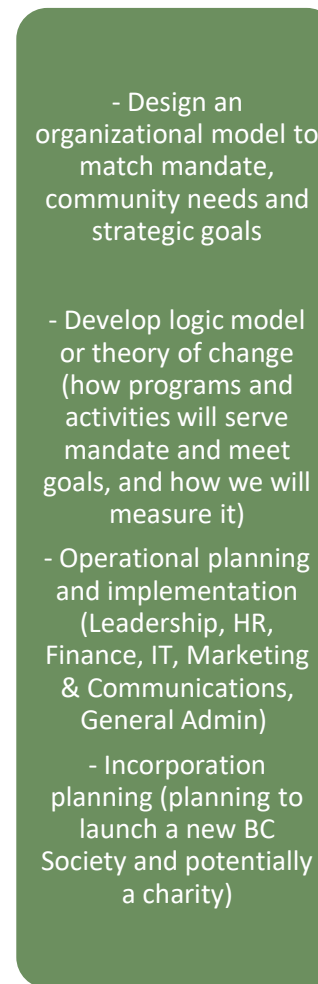 - Design an
organizational model to
match mandate,
community needs and
strategic goals
- Develop logic model
or theory of change
(how programs and
activities will serve
mandate and meet
goals, and how we will
measure it)
- Operational planning
and implementation
(Leadership, HR,
Finance, IT, Marketing
& Communications,
General Admin)
- Incorporation
planning (planning to
launch a new BC
Society and potentially
a charity)